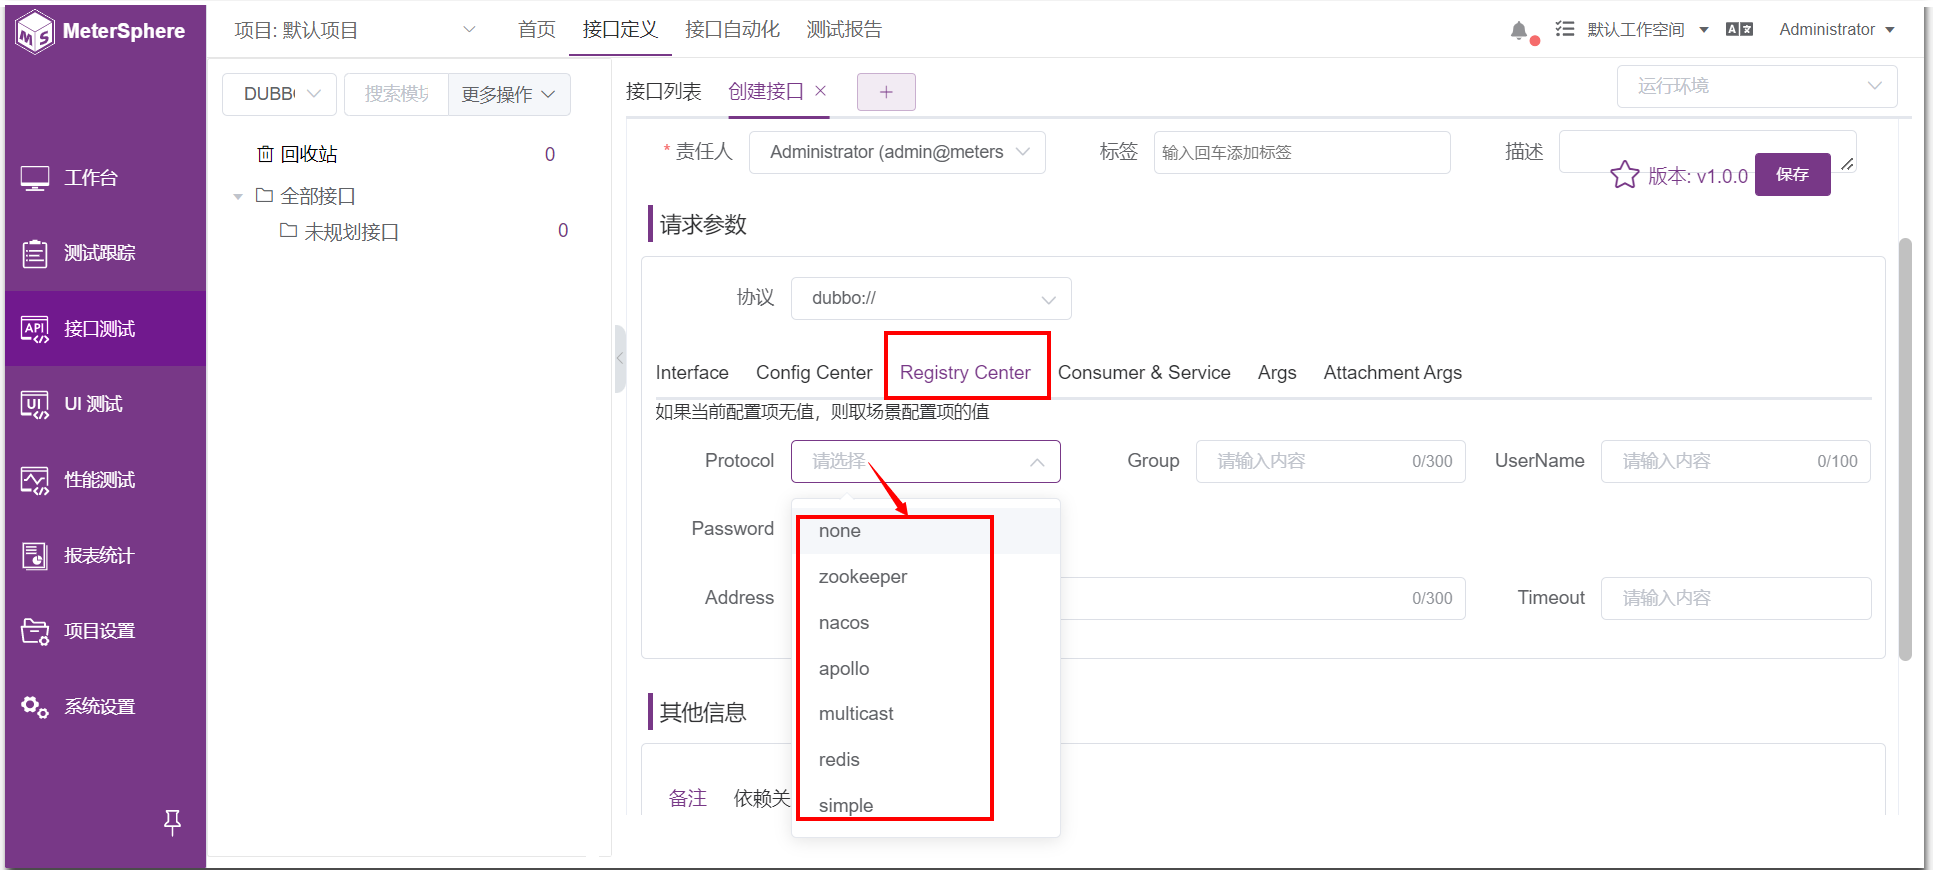 MeterSphere
项目: 默认项目
首页
接口定义
接口自动化
测试报告
默认工作空间
Administrator
工作台
测试跟踪
API
接口测试
UI
UI 测试
性能测试
报表统计
项目设置
系统设置
DUBB
搜索模块
更多操作
回收站
0
全部接口
未规划接口
0
接口列表
创建接口
运行环境
* 责任人
Administrator (admin@meters
标签
输入回车添加标签
描述
版本: v1.0.0
保存
请求参数
协议
dubbo://
Interface
Config Center
Registry Center
Consumer & Service
Args
Attachment Args
如果当前配置项无值，则取场景配置项的值
Protocol
请选择
Group
请输入内容
0/300
UserName
请输入内容
0/100
Password
Address
0/300
Timeout
请输入内容
none
zookeeper
nacos
apollo
multicast
redis
simple
其他信息
备注
依赖关